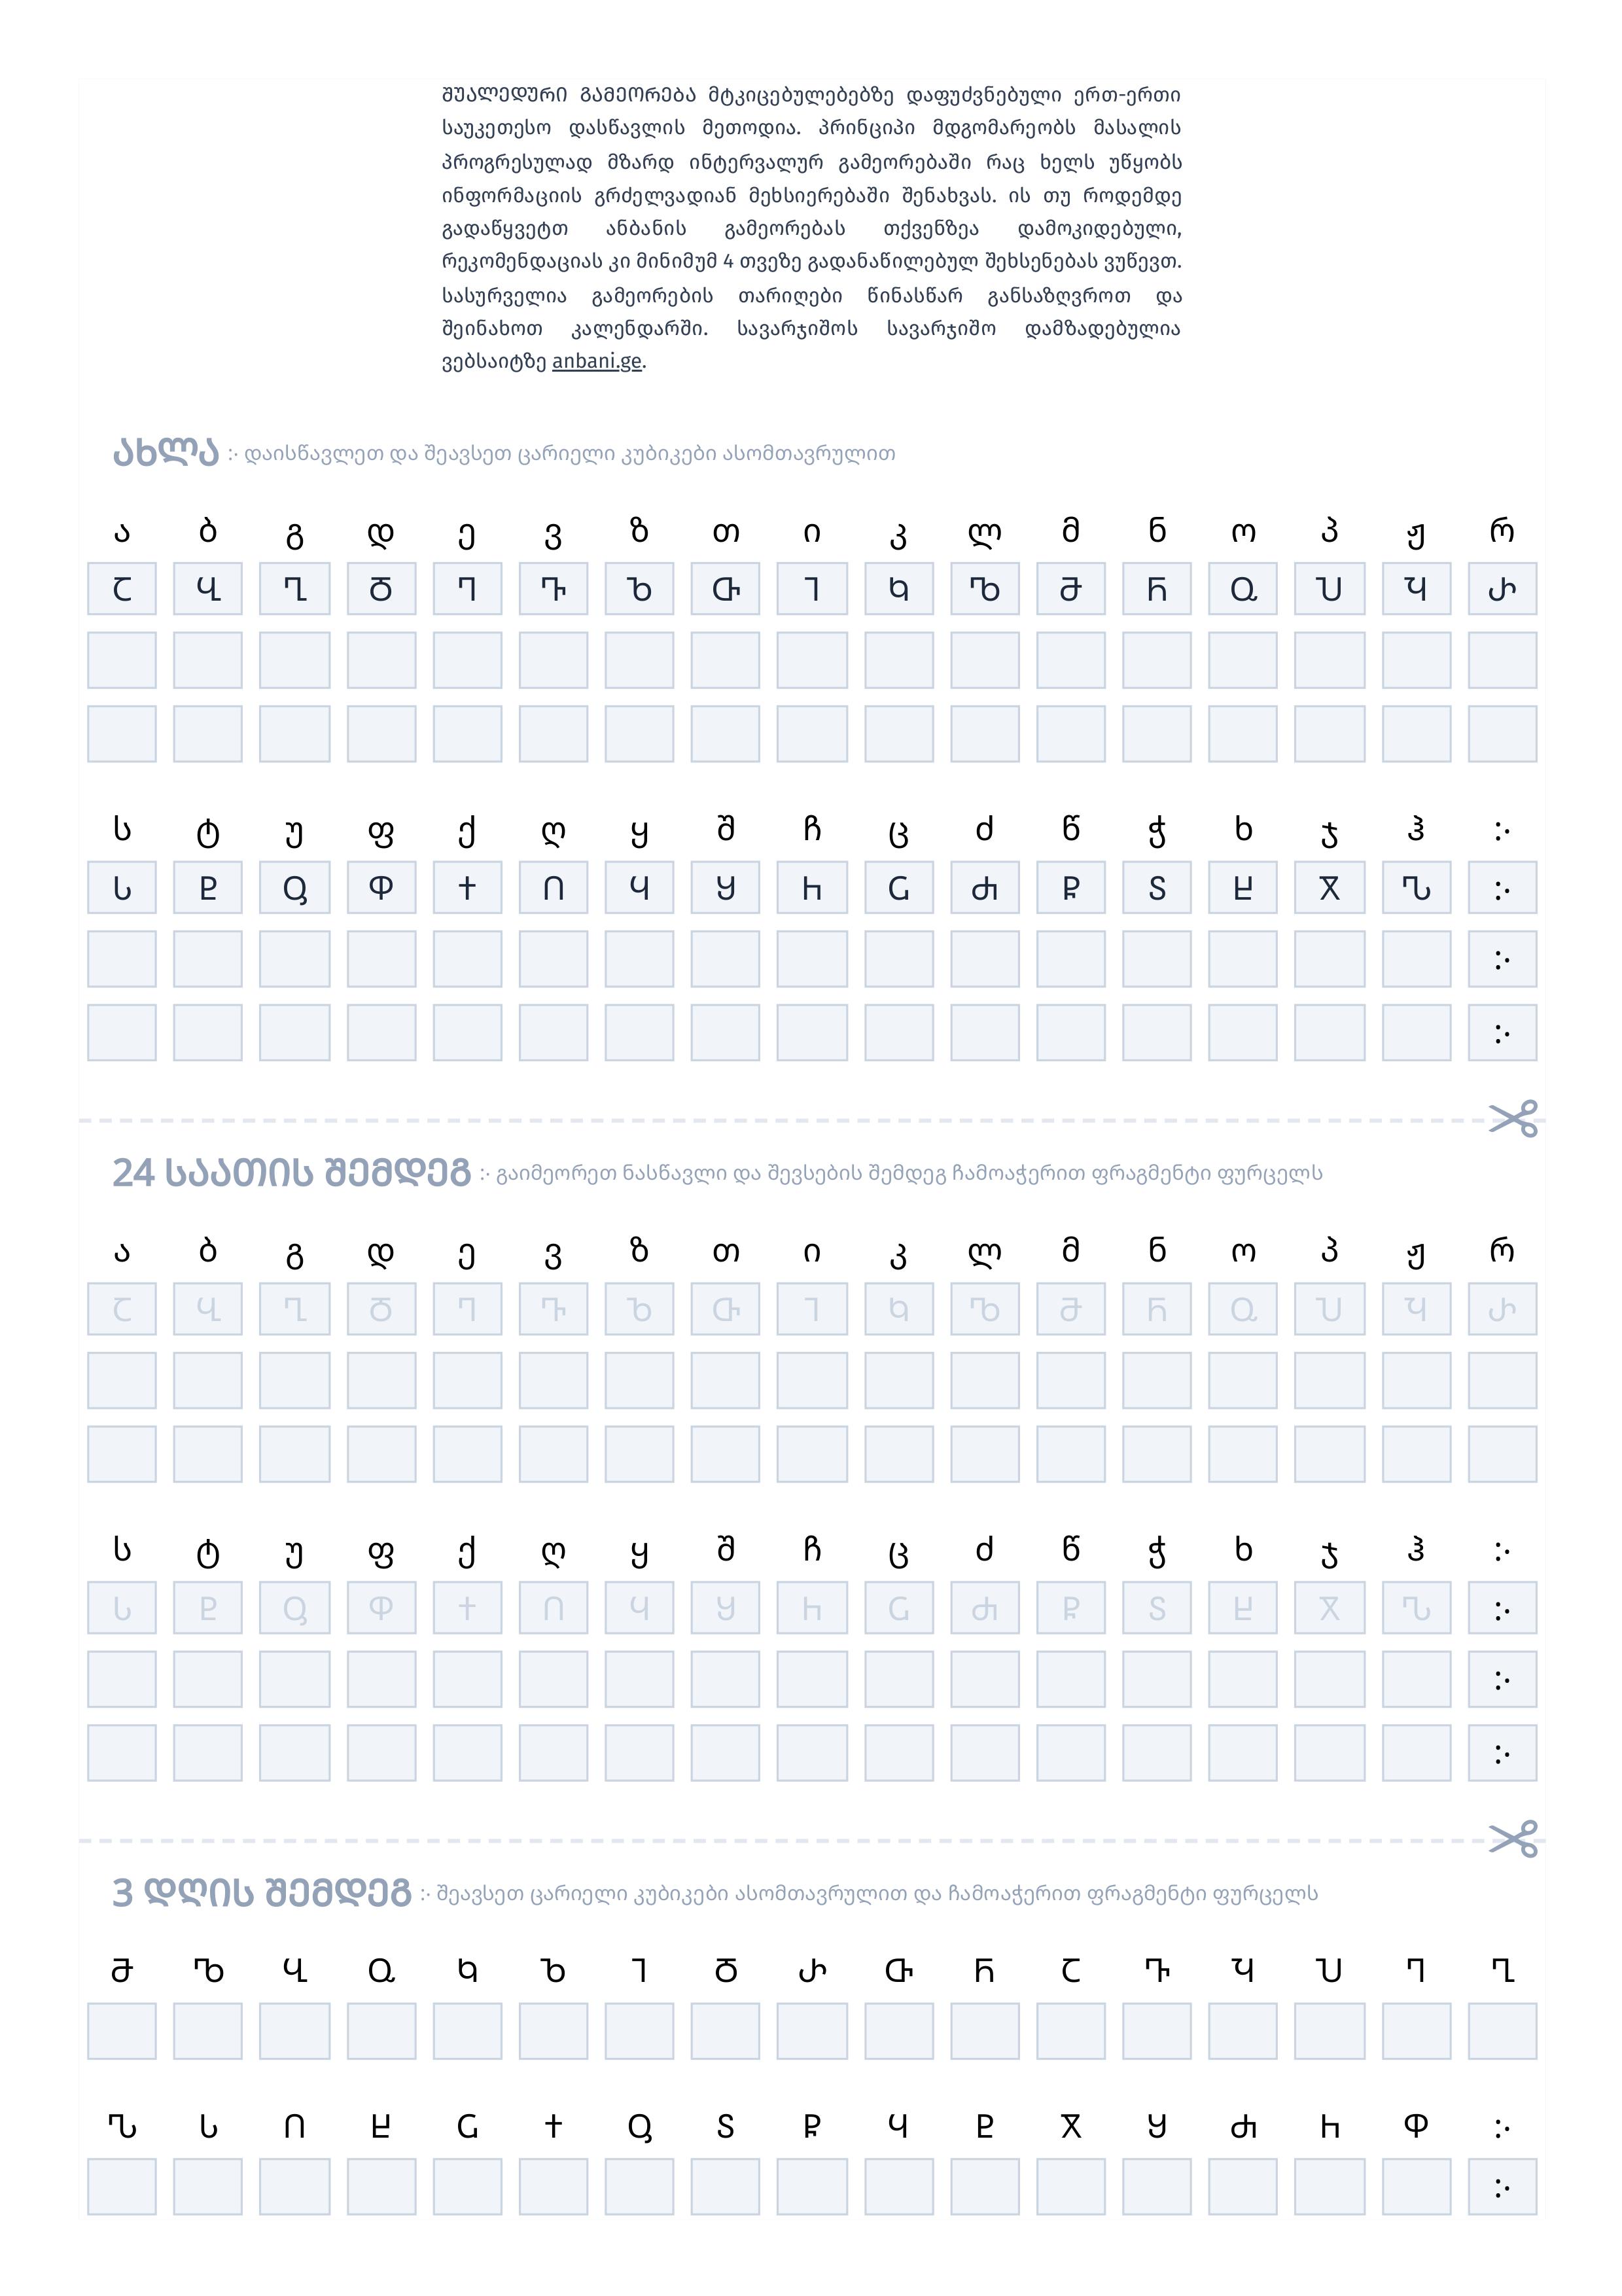 ᲨᲣᲐᲚᲔᲓᲣᲠᲘ ᲒᲐᲛᲔᲝᲠᲔᲑᲐ მტკიცებულებებზე დაფუძვნებული ერთ-ერთი
საუკეთესო დასწავლის მეთოდია. პრინციპი მდგომარეობს მასალის
პროგრესულად მზარდ ინტერვალურ გამეორებაში რაც ხელს უწყობს
ინფორმაციის გრძელვადიან მეხსიერებაში შენახვას. ის თუ როდემდე
გადაწყვეტთ ანბანის გამეორებას თქვენზეა დამოკიდებული,
რეკომენდაციას კი მინიმუმ 4 თვეზე გადანაწილებულ შეხსენებას ვუწევთ.
სასურველია გამეორების თარიღები წინასწარ განსაზღვროთ და
შეინახოთ კალენდარში. სავარჯიშოს სავარჯიშო დამზადებულია
ვებსაიტზე anbani.ge.
ᲐᲮᲚᲐ ჻ დაისწავლეთ და შეავსეთ ცარიელი კუბიკები ასომთავრულით
ა ბ გ დ ე ვ ზ თ ი კ ლ მ ნ ო პ ჟ რ
Ⴀ Ⴁ Ⴂ Ⴃ Ⴄ Ⴅ Ⴆ Ⴇ Ⴈ Ⴉ Ⴊ Ⴋ Ⴌ Ⴍ Ⴎ Ⴏ Ⴐ
ს ტ უ ფ ქ ღ ყ შ ჩ ც ძ წ ჭ ხ ჯ ჰ ჻
Ⴑ Ⴒ Ⴓ Ⴔ Ⴕ Ⴖ Ⴗ Ⴘ Ⴙ Ⴚ Ⴛ Ⴜ Ⴝ Ⴞ Ⴟ Ⴠ ჻
჻
჻
24 ᲡᲐᲐᲗᲘᲡ ᲨᲔᲛᲓᲔᲒ ჻ გაიმეორეთ ნასწავლი და შევსების შემდეგ ჩამოაჭერით ფრაგმენტი ფურცელს
ა ბ გ დ ე ვ ზ თ ი კ ლ მ ნ ო პ ჟ რ
Ⴀ Ⴁ Ⴂ Ⴃ Ⴄ Ⴅ Ⴆ Ⴇ Ⴈ Ⴉ Ⴊ Ⴋ Ⴌ Ⴍ Ⴎ Ⴏ Ⴐ
ს ტ უ ფ ქ ღ ყ შ ჩ ც ძ წ ჭ ხ ჯ ჰ ჻
Ⴑ Ⴒ Ⴓ Ⴔ Ⴕ Ⴖ Ⴗ Ⴘ Ⴙ Ⴚ Ⴛ Ⴜ Ⴝ Ⴞ Ⴟ Ⴠ ჻
჻
჻
3 ᲓᲦᲘᲡ ᲨᲔᲛᲓᲔᲒ ჻ შეავსეთ ცარიელი კუბიკები ასომთავრულით და ჩამოაჭერით ფრაგმენტი ფურცელს
Ⴋ Ⴊ Ⴁ Ⴍ Ⴉ Ⴆ Ⴈ Ⴃ Ⴐ Ⴇ Ⴌ Ⴀ Ⴅ Ⴏ Ⴎ Ⴄ Ⴂ
Ⴠ Ⴑ Ⴖ Ⴞ Ⴚ Ⴕ Ⴓ Ⴝ Ⴜ Ⴗ Ⴒ Ⴟ Ⴘ Ⴛ Ⴙ Ⴔ ჻
჻